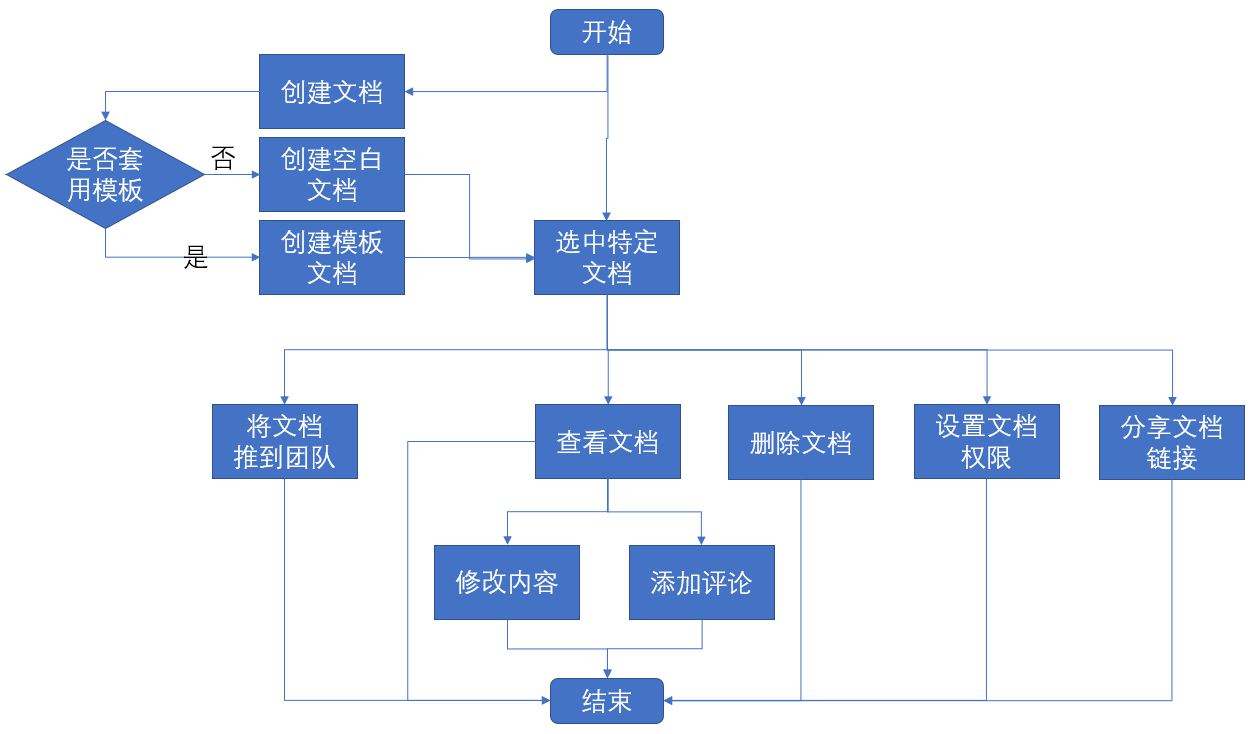 开始
创建文档
是否套
用模板
否
创建空白
文档
是
创建模板
文档
选中特定
文档
将文档
推到团队
查看文档
删除文档
设置文档
权限
分享文档
链接
修改内容
添加评论
结束